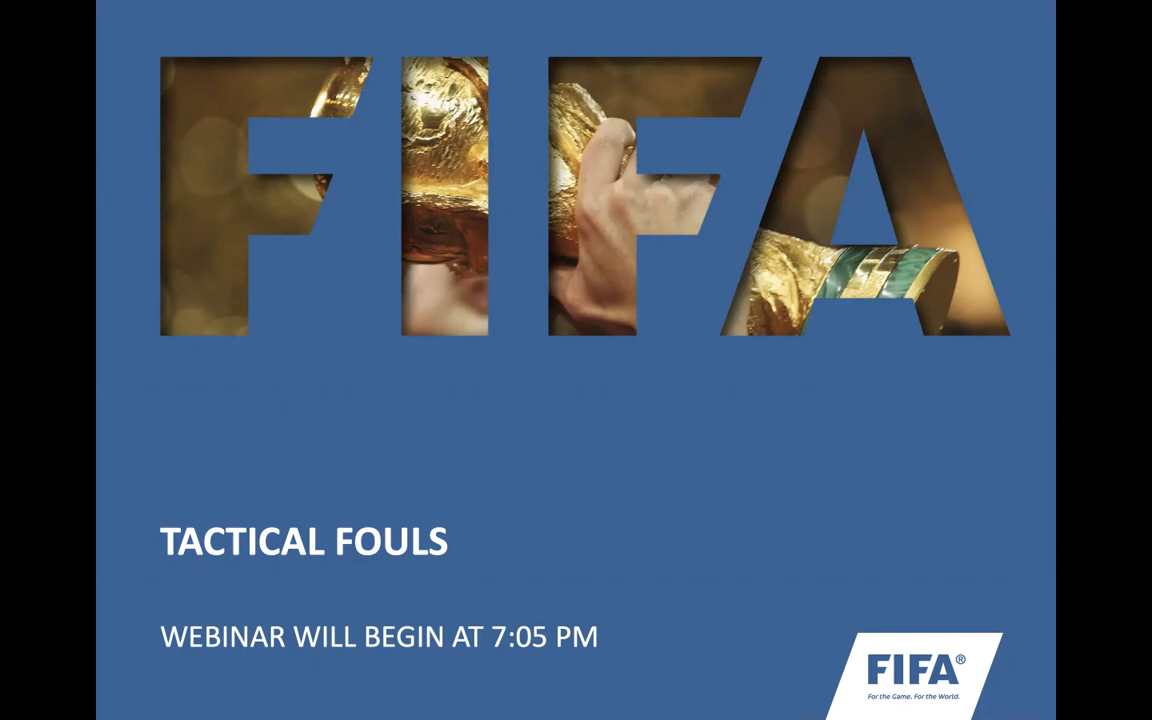 FIFA
TACTICAL FOULS
WEBINAR WILL BEGIN AT 7:05 PM
FIFA®
For the Game. For the World.